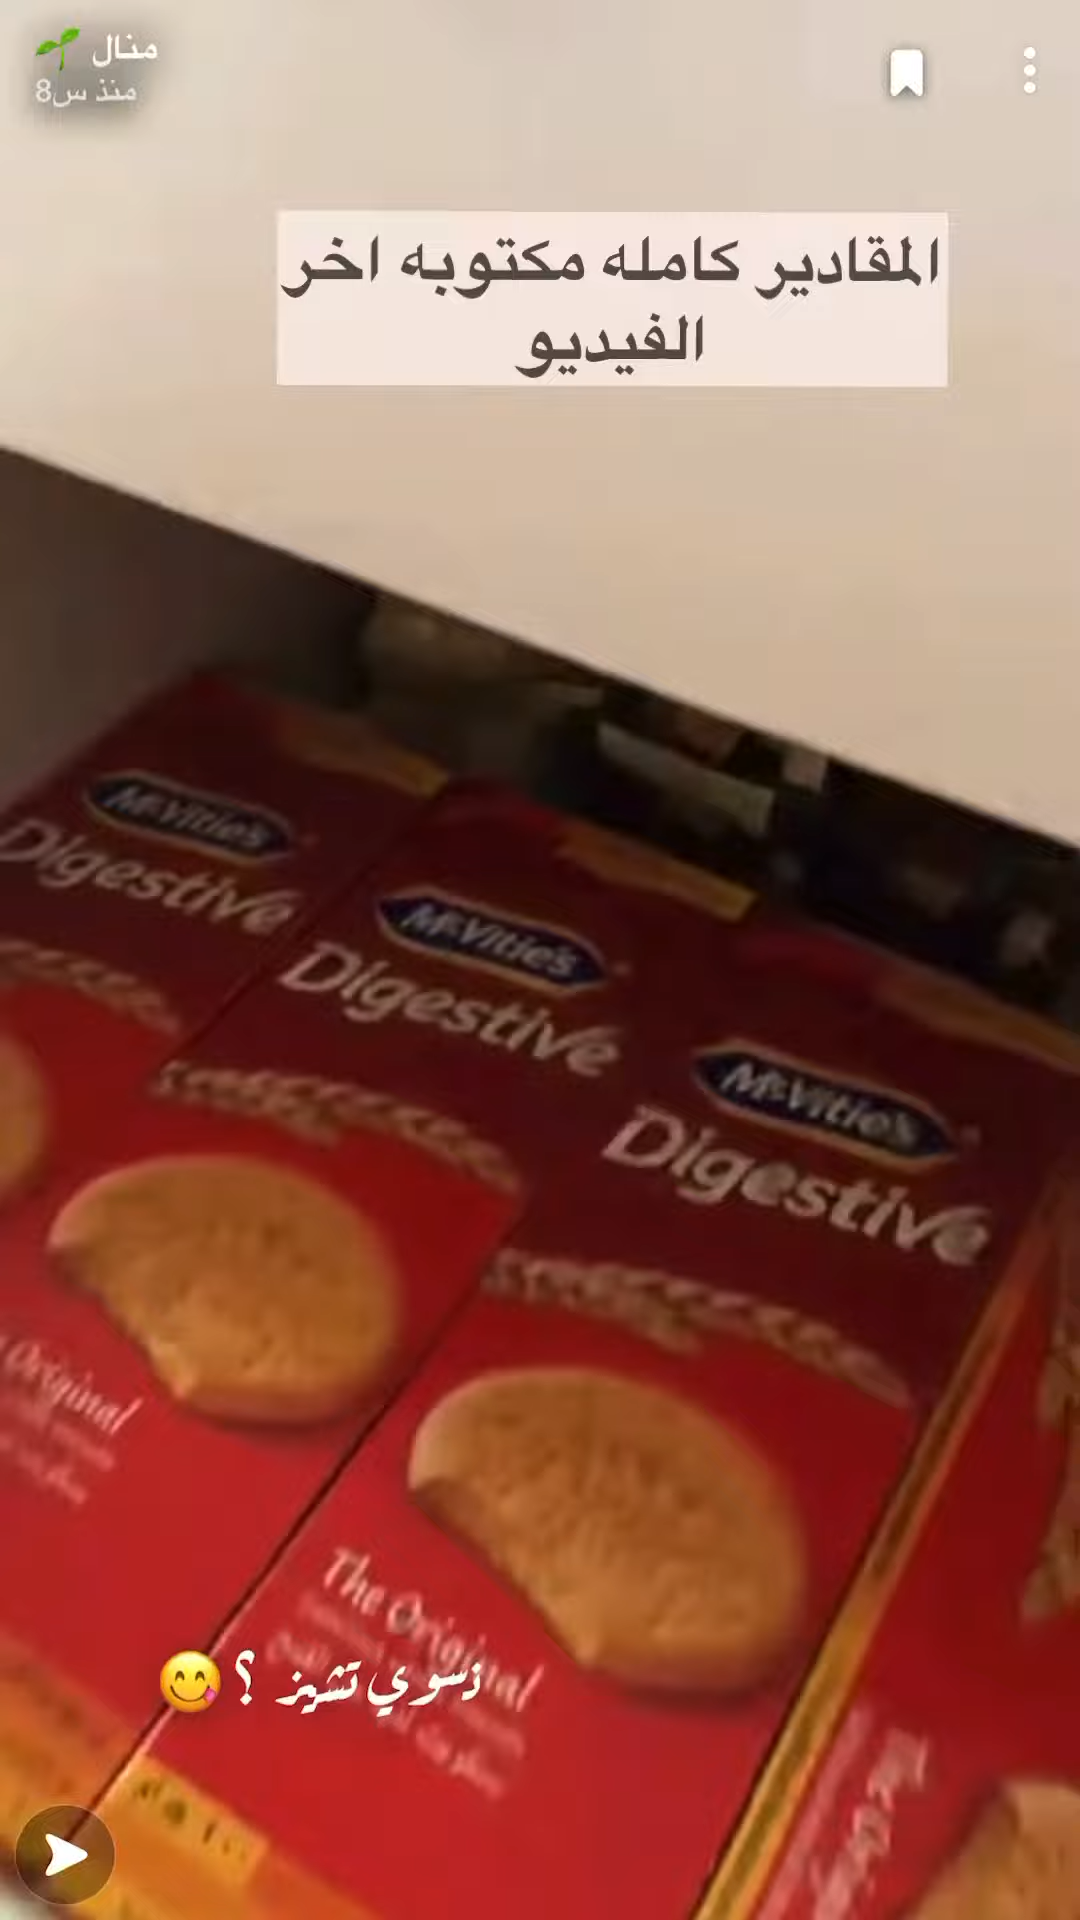 منال 🌱
منذ 8س
المقادير كامله مكتوبه اخر
الفيديو
McVitie's
Digestive
McVitie's
Digestive
McVitie's
Digestive
Original
The Original
نسوي تشيز ؟ 😋